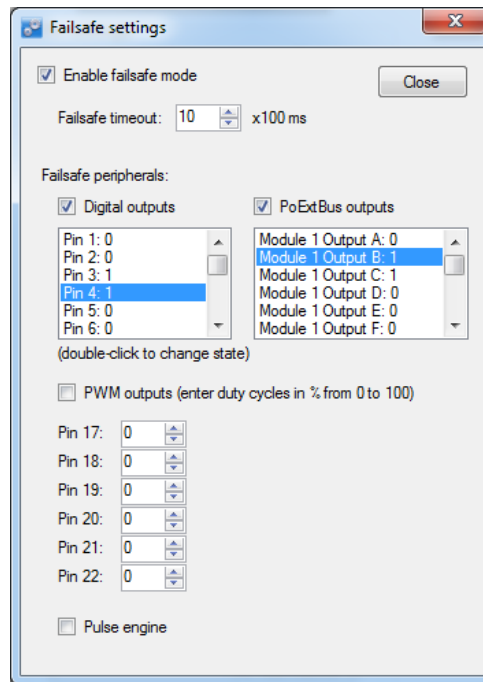 Failsafe settings
Enable failsafe mode
Close
Failsafe timeout: 10 x100 ms
Failsafe peripherals:
Digital outputs
PoExtBus outputs
Pin 1: 0
Pin 2: 0
Pin 3: 1
Pin 4: 1
Pin 5: 0
Pin 6: 0
Module 1 Output A: 0
Module 1 Output B: 1
Module 1 Output C: 1
Module 1 Output D: 0
Module 1 Output E: 0
Module 1 Output F: 0
(double-click to change state)
PWM outputs (enter duty cycles in % from 0 to 100)
Pin 17: 0
Pin 18: 0
Pin 19: 0
Pin 20: 0
Pin 21: 0
Pin 22: 0
Pulse engine